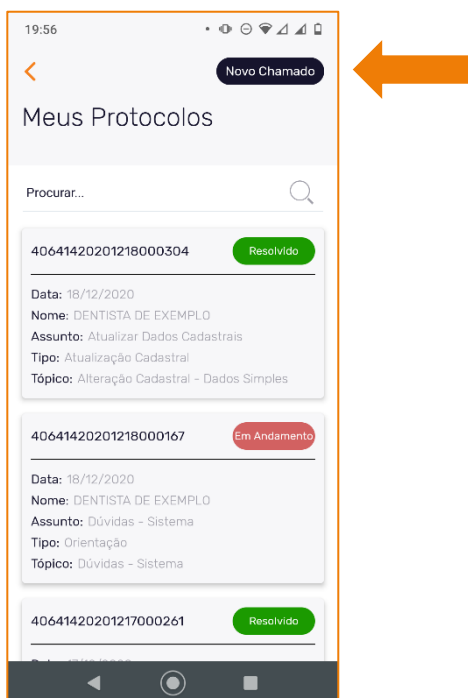 19:56
Novo Chamado
Meus Protocolos
Procurar...
40641420201218000304 Resolvido
Data: 18/12/2020
Nome: DENTISTA DE EXEMPLO
Assunto: Atualizar Dados Cadastrais
Tipo: Atualização Cadastral
Tópico: Alteração Cadastral - Dados Simples
40641420201218000167 Em Andamento
Data: 18/12/2020
Nome: DENTISTA DE EXEMPLO
Assunto: Dúvidas - Sistema
Tipo: Orientação
Tópico: Dúvidas - Sistema
40641420201217000261 Resolvido